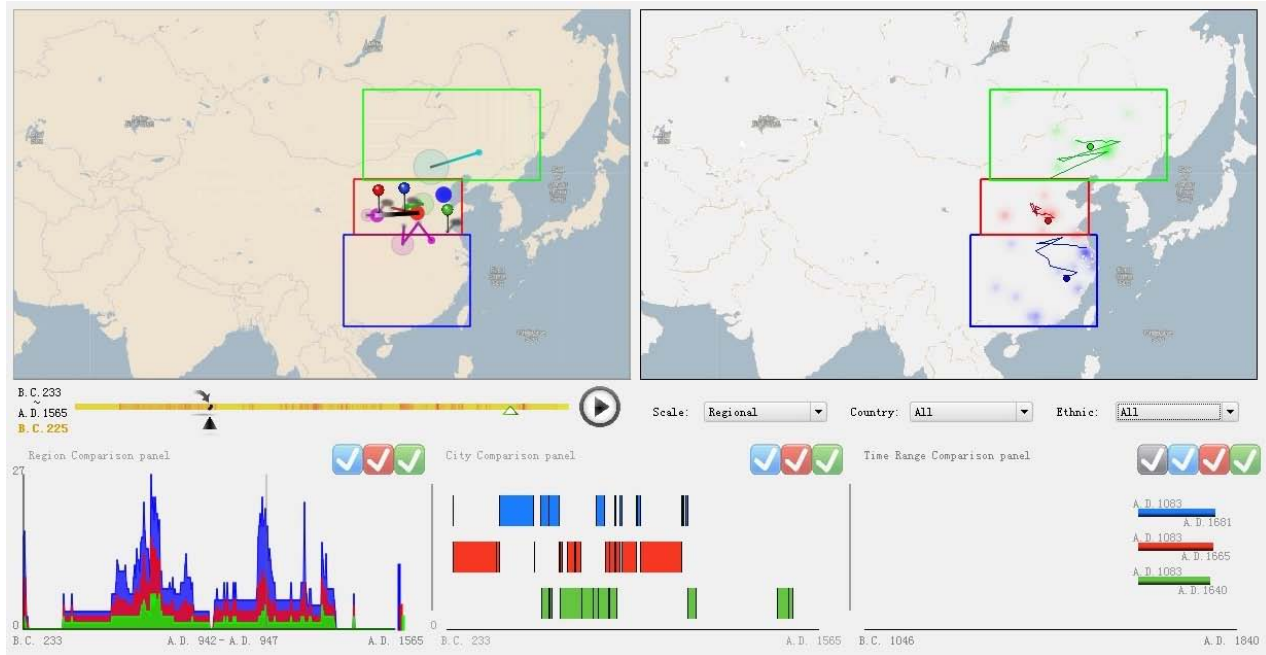 B. C. 233
~
A. D. 1565
B. C. 225
Scale: Regional Country: All Ethnic: All
Region Comparison panel
City Comparison panel
Time Range Comparison panel
27
A. D. 1083
A. D. 1681
A. D. 1083
A. D. 1665
A. D. 1083
A. D. 1640
0
0
B. C. 233 A. D. 942 - A. D. 947 A. D. 1565
B. C. 233 A. D. 1565
B. C. 1046 A. D. 1840